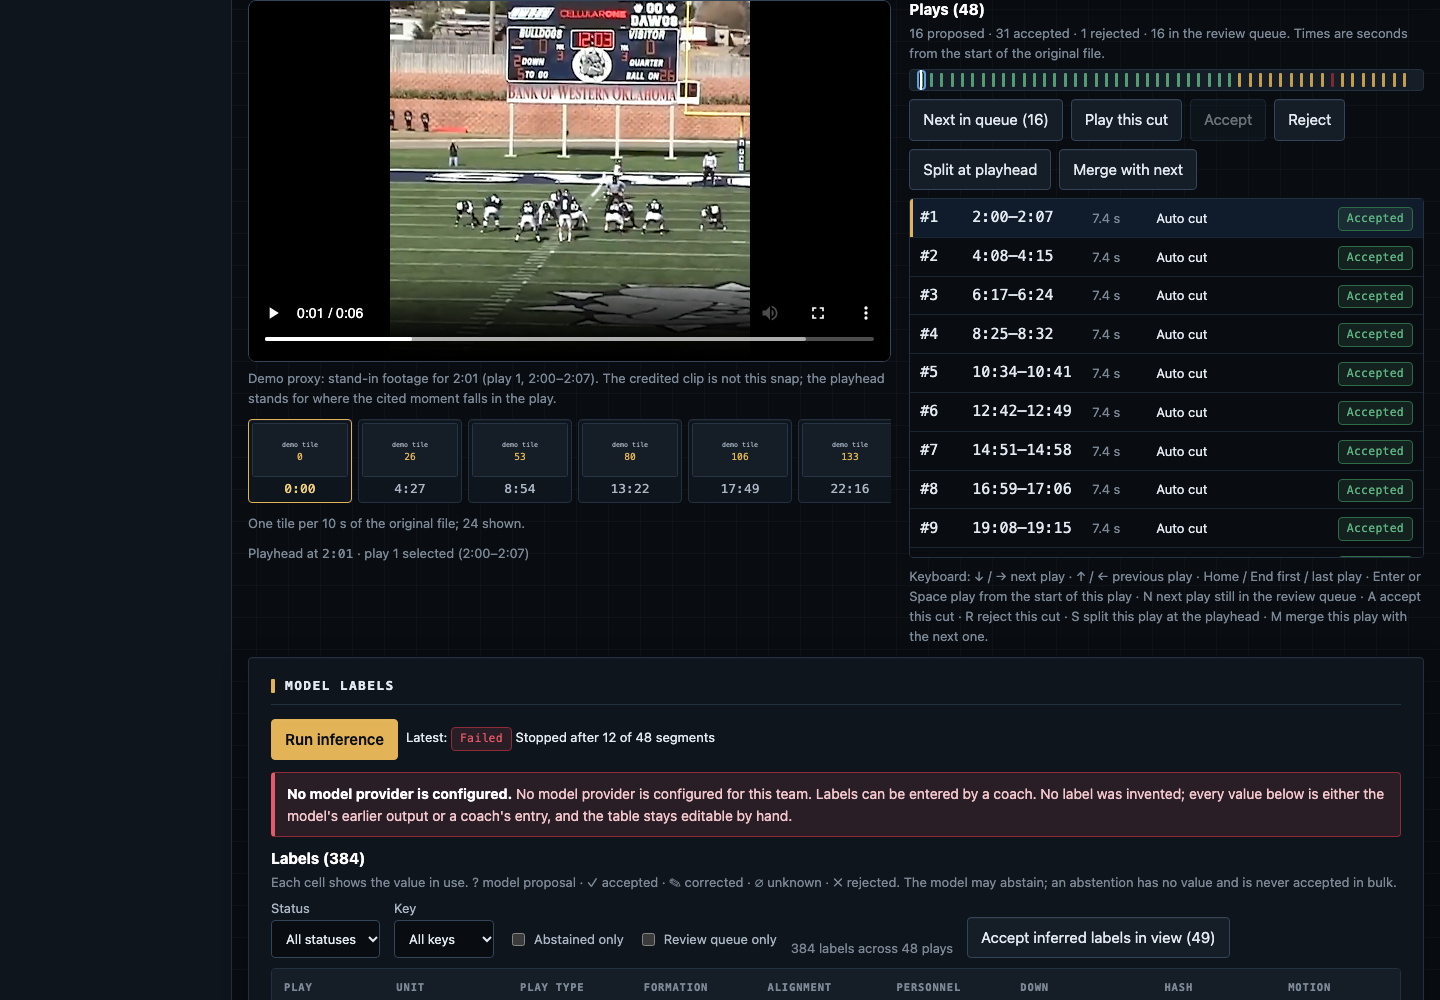 CELLULARONE
DAWGS
BULLDOGS 12:03 VISITOR
DOWN
QUARTER
TO GO
BALL ON
BANK OF WESTERN OKLAHOMA
0:01 / 0:06
Demo proxy: stand-in footage for 2:01 (play 1, 2:00–2:07). The credited clip is not this snap; the playhead
stands for where the cited moment falls in the play.
demo tile demo tile demo tile demo tile demo tile demo tile
0 26 53 80 106 133
0:00 4:27 8:54 13:22 17:49 22:16
One tile per 10 s of the original file; 24 shown.
Playhead at 2:01 · play 1 selected (2:00–2:07)
Plays (48)
16 proposed · 31 accepted · 1 rejected · 16 in the review queue. Times are seconds
from the start of the original file.
Next in queue (16) Play this cut Accept Reject
Split at playhead Merge with next
#1 2:00–2:07 7.4 s Auto cut Accepted
#2 4:08–4:15 7.4 s Auto cut Accepted
#3 6:17–6:24 7.4 s Auto cut Accepted
#4 8:25–8:32 7.4 s Auto cut Accepted
#5 10:34–10:41 7.4 s Auto cut Accepted
#6 12:42–12:49 7.4 s Auto cut Accepted
#7 14:51–14:58 7.4 s Auto cut Accepted
#8 16:59–17:06 7.4 s Auto cut Accepted
#9 19:08–19:15 7.4 s Auto cut Accepted
Keyboard: ↓ / → next play · ↑ / ← previous play · Home / End first / last play · Enter or
Space play from the start of this play · N next play still in the review queue · A accept
this cut · R reject this cut · S split this play at the playhead · M merge this play with
the next one.
MODEL LABELS
Run inference Latest: Failed Stopped after 12 of 48 segments
No model provider is configured. No model provider is configured for this team. Labels can be entered by a coach. No label was invented; every value below is either the
model's earlier output or a coach's entry, and the table stays editable by hand.
Labels (384)
Each cell shows the value in use. ? model proposal · ✓ accepted · ✎ corrected · ∅ unknown · ✕ rejected. The model may abstain; an abstention has no value and is never accepted in bulk.
Status Key
All statuses All keys Abstained only Review queue only 384 labels across 48 plays Accept inferred labels in view (49)
PLAY UNIT PLAY TYPE FORMATION ALIGNMENT PERSONNEL DOWN HASH MOTION